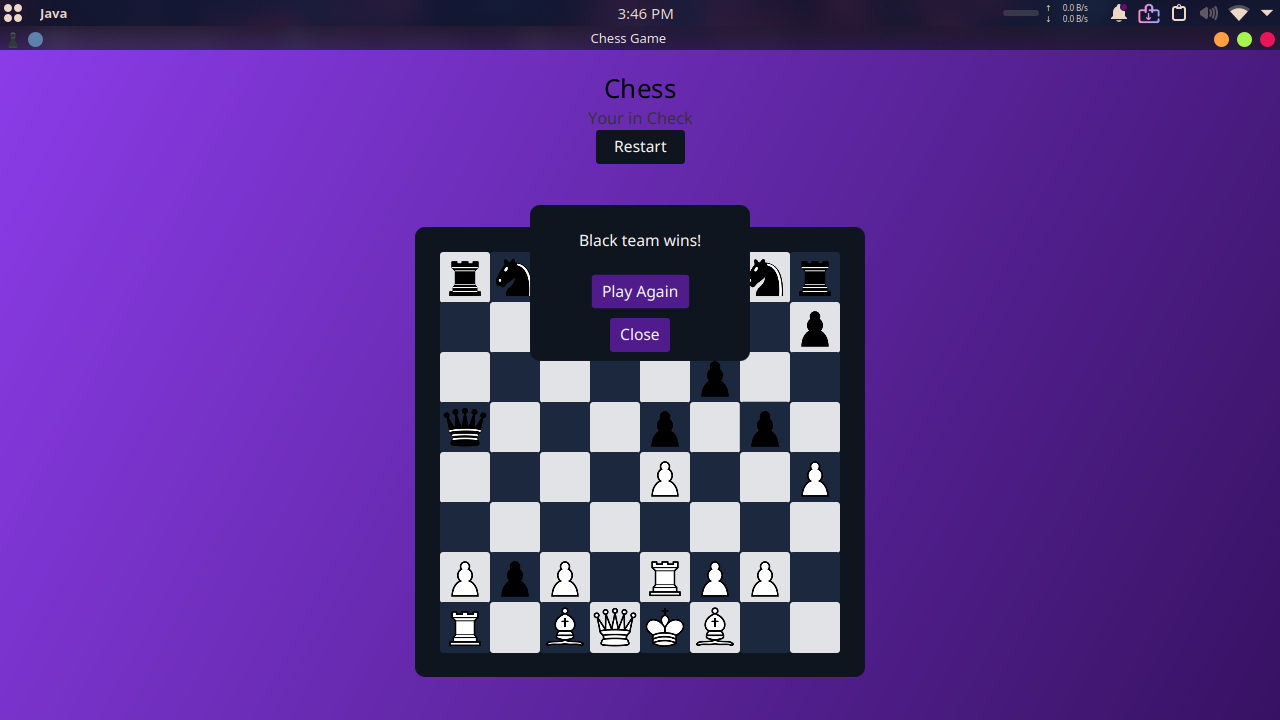 Java
3:46 PM
↑ 0.0 B/s
↓ 0.0 B/s
Chess Game
Chess
Your in Check
Restart
Black team wins!
Play Again
Close